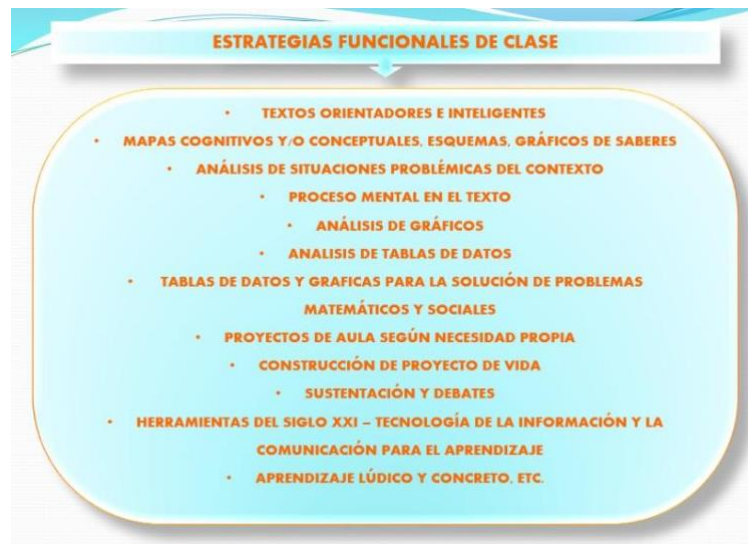 ESTRATEGIAS FUNCIONALES DE CLASE
• TEXTOS ORIENTADORES E INTELIGENTES
• MAPAS COGNITIVOS Y/O CONCEPTUALES, ESQUEMAS, GRÁFICOS DE SABERES
• ANÁLISIS DE SITUACIONES PROBLÉMICAS DEL CONTEXTO
• PROCESO MENTAL EN EL TEXTO
• ANÁLISIS DE GRÁFICOS
• ANALISIS DE TABLAS DE DATOS
• TABLAS DE DATOS Y GRAFICAS PARA LA SOLUCIÓN DE PROBLEMAS
MATEMÁTICOS Y SOCIALES
• PROYECTOS DE AULA SEGÚN NECESIDAD PROPIA
• CONSTRUCCIÓN DE PROYECTO DE VIDA
• SUSTENTACIÓN Y DEBATES
• HERRAMIENTAS DEL SIGLO XXI – TECNOLOGÍA DE LA INFORMACIÓN Y LA
COMUNICACIÓN PARA EL APRENDIZAJE
• APRENDIZAJE LÚDICO Y CONCRETO, ETC.